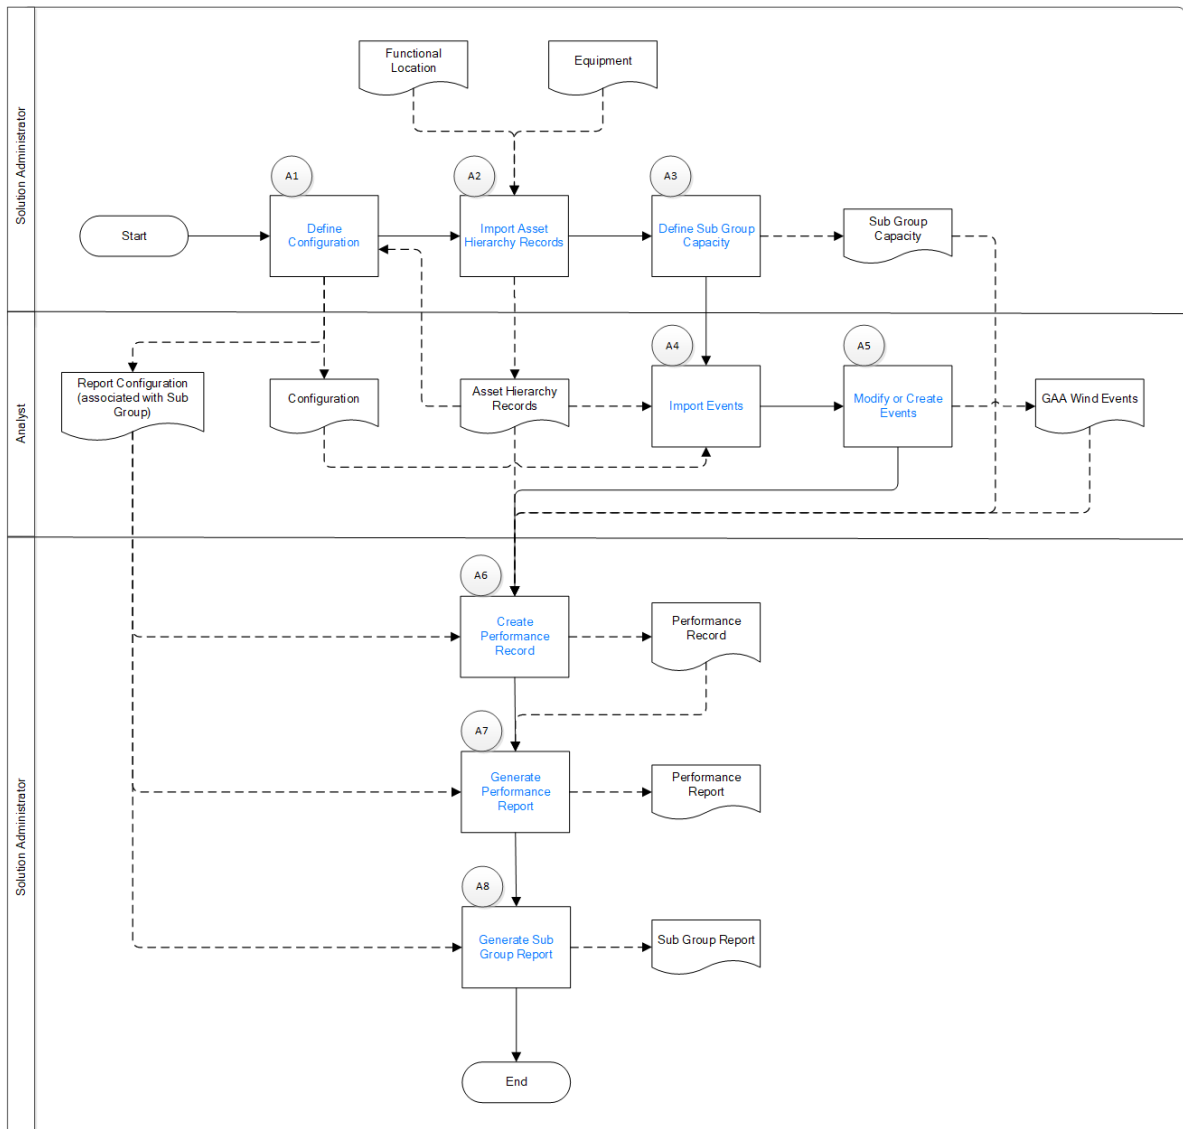 Solution Administrator
Functional
Location
Equipment
A1
A2
A3
Start
Define
Configuration
Import Asset
Hierarchy Records
Define Sub Group
Capacity
Sub Group
Capacity
Analyst
A4
A5
Report Configuration
(associated with Sub
Group)
Configuration
Asset Hierarchy
Records
Import Events
Modify or Create
Events
GAA Wind Events
Solution Administrator
A6
Create
Performance
Record
Performance
Record
A7
Generate
Performance
Report
Performance
Report
A8
Generate Sub
Group Report
Sub Group Report
End